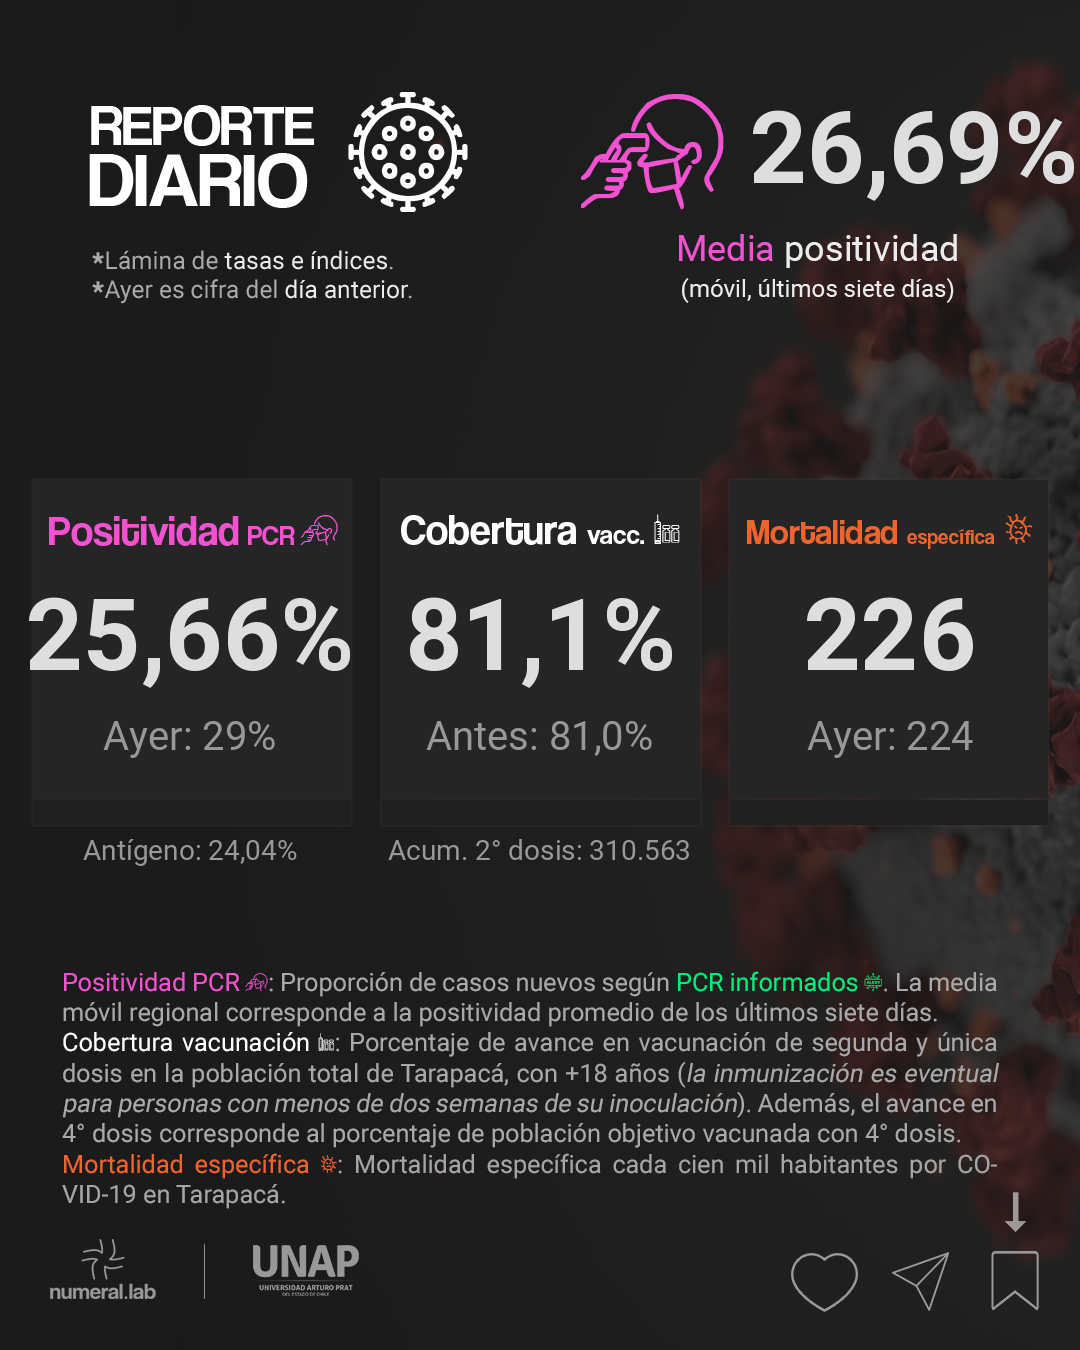 REPORTE
DIARIO
*Lámina de tasas e índices.
*Ayer es cifra del día anterior.
26,69%
Media positividad
(móvil, últimos siete días)
Positividad PCR
25,66%
Ayer: 29%
Antígeno: 24,04%
Cobertura vacc.
81,1%
Antes: 81,0%
Acum. 2° dosis: 310.563
Mortalidad específica
226
Ayer: 224
Positividad PCR : Proporción de casos nuevos según PCR informados . La media
móvil regional corresponde a la positividad promedio de los últimos siete días.
Cobertura vacunación : Porcentaje de avance en vacunación de segunda y única
dosis en la población total de Tarapacá, con +18 años (la inmunización es eventual
para personas con menos de dos semanas de su inoculación). Además, el avance en
4° dosis corresponde al porcentaje de población objetivo vacunada con 4° dosis.
Mortalidad específica : Mortalidad específica cada cien mil habitantes por CO-
VID-19 en Tarapacá.
numeral.lab
UNAP
UNIVERSIDAD ARTURO PRAT
DEL ESTADO DE CHILE